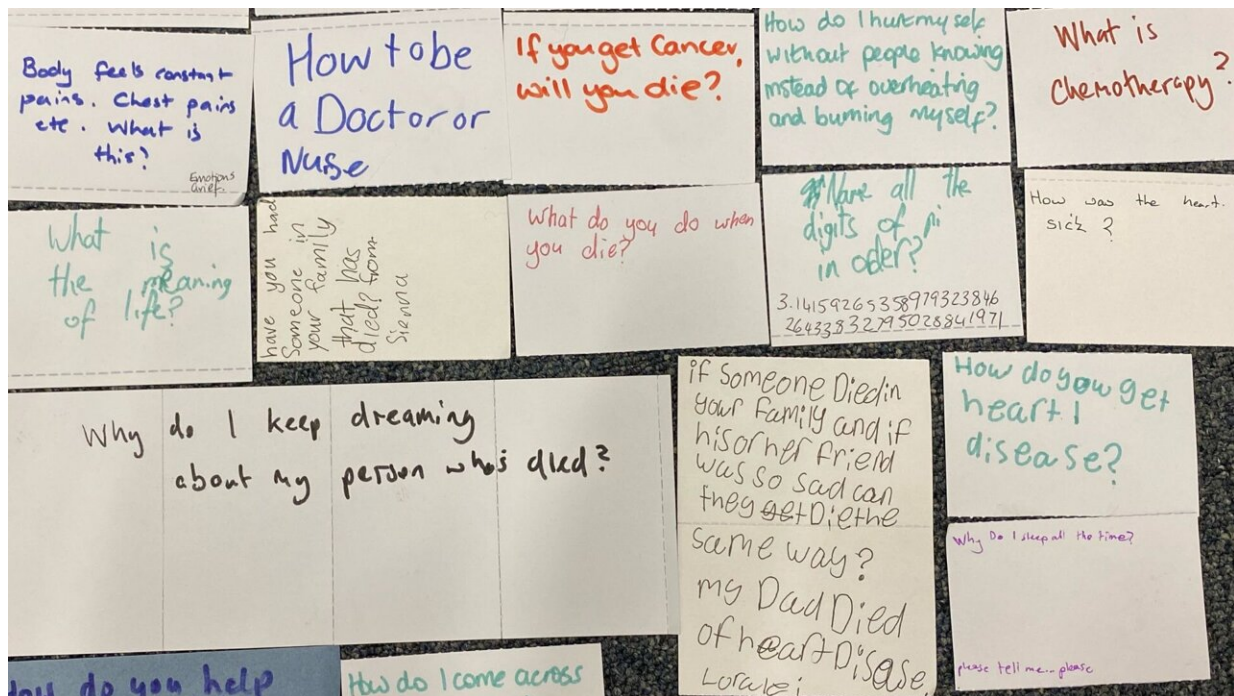 Body feels constant
pains. Chest pains
etc. What is
this?
Emotions
Grief.
How to be
a Doctor or
Nurse
If you get Cancer,
will you die?
How do I hurt my self
without people knowing
instead of overheating
and burning myself?
What is
chemotherapy?
What is
the meaning
of life?
have you had
Someone in
your family
that has
died? from
Sienna
What do you do when
you die?
Name all the
digits of pi
in oder?
3.14159265358979323846
26433832795028841971
How was the heart
sick?
Why do I keep dreaming
about my person who's died?
if Someone Died in
your Family and if
his or her friend
was so sad can
they get Die the
same way?
my Dad Died
of heart Disease.
Loralei
How do you get
heart
disease?
Why Do I sleep all the time?
please tell me... please
How do you help
How do I come across